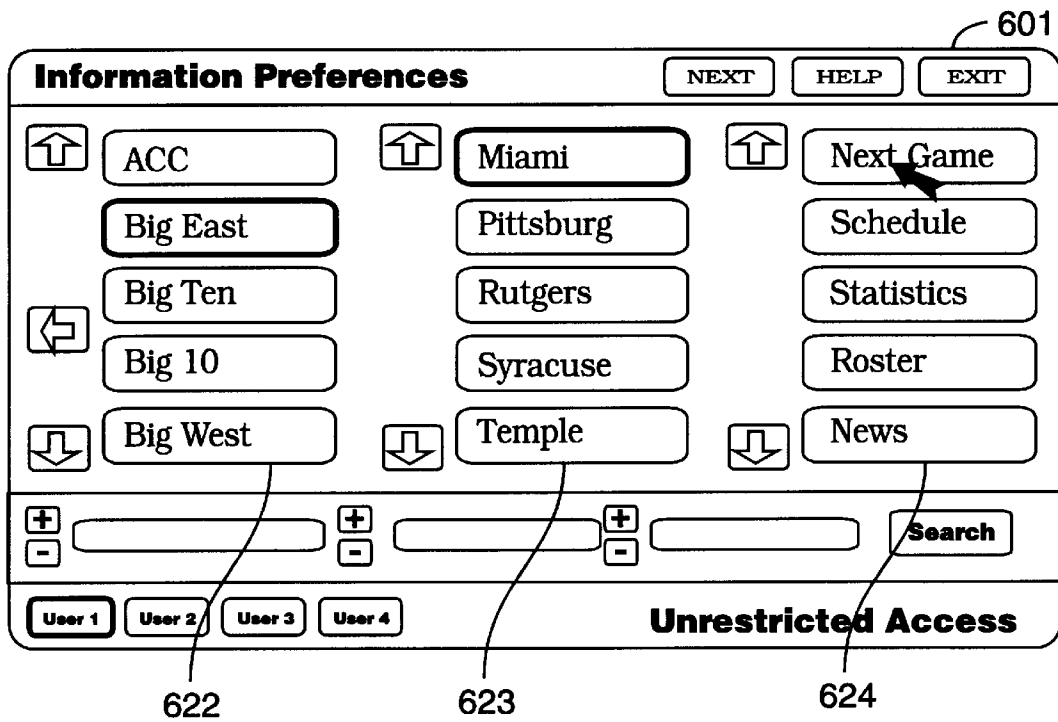 601
Information Preferences NEXT HELP EXIT
ACC Miami Next Game
Big East Pittsburg Schedule
Big Ten Rutgers Statistics
Big 10 Syracuse Roster
Big West Temple News
+ + +
- - - Search
User 1 User 2 User 3 User 4 Unrestricted Access
622 623 624